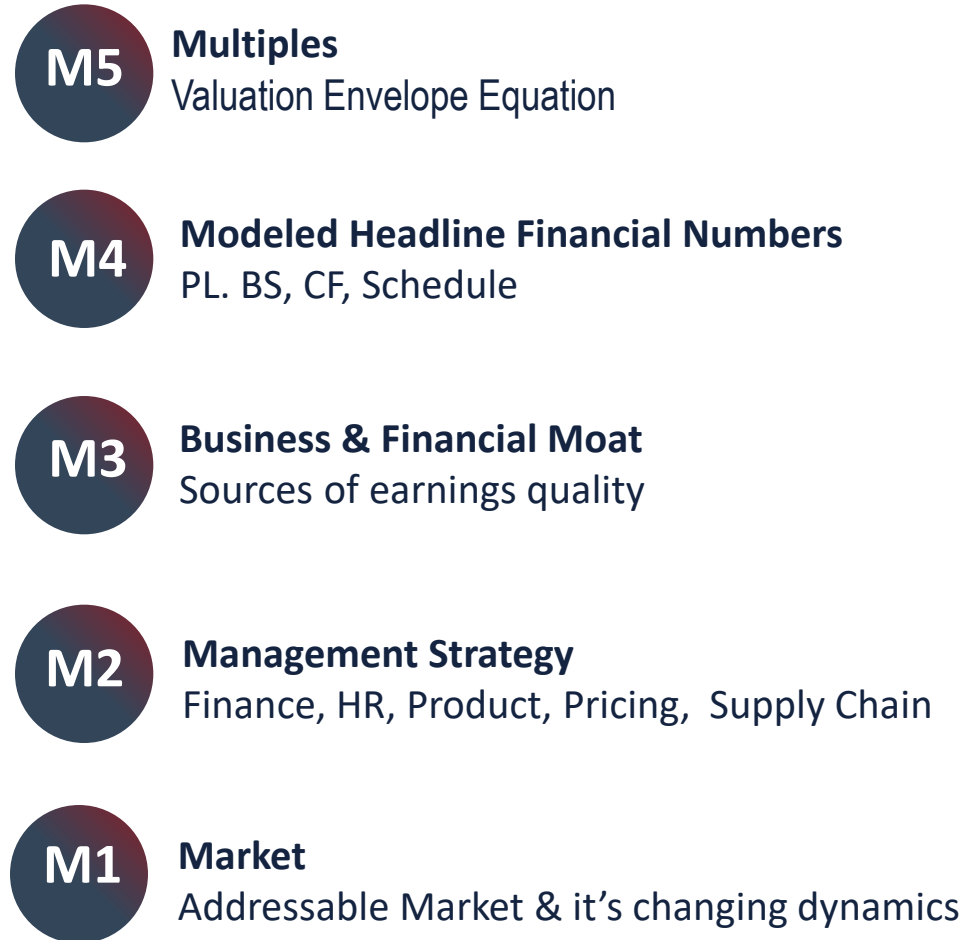 M5
Multiples
Valuation Envelope Equation
M4
Modeled Headline Financial Numbers
PL. BS, CF, Schedule
M3
Business & Financial Moat
Sources of earnings quality
M2
Management Strategy
Finance, HR, Product, Pricing,  Supply Chain
M1
Market
Addressable Market & it’s changing dynamics